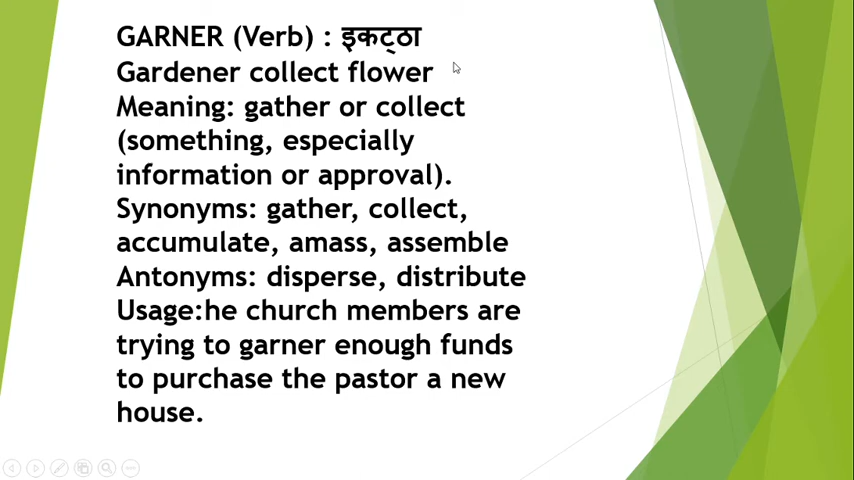 GARNER (Verb) : इकट्ठा
Gardener collect flower
Meaning: gather or collect
(something, especially
information or approval).
Synonyms: gather, collect,
accumulate, amass, assemble
Antonyms: disperse, distribute
Usage:he church members are
trying to garner enough funds
to purchase the pastor a new
house.